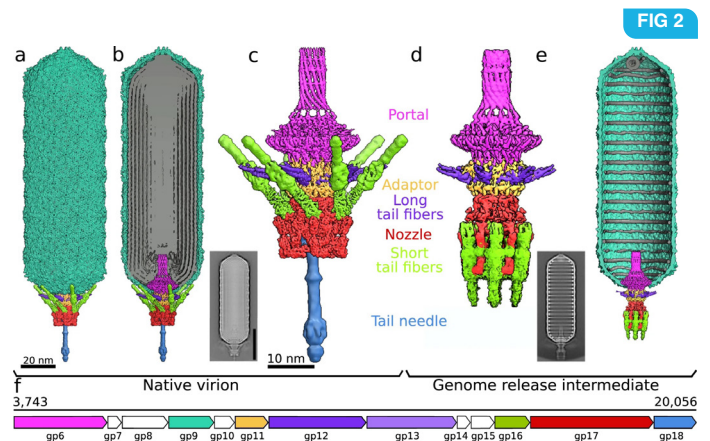 FIG 2
a
b
c
d
e
Portal
Adaptor
Long
tail fibers
Nozzle
Short
tail fibers
Tail needle
20 nm
10 nm
Native virion
Genome release intermediate
f
3,743
20,056
gp6
gp7
gp8
gp9
gp10
gp11
gp12
gp13
gp14
gp15
gp16
gp17
gp18